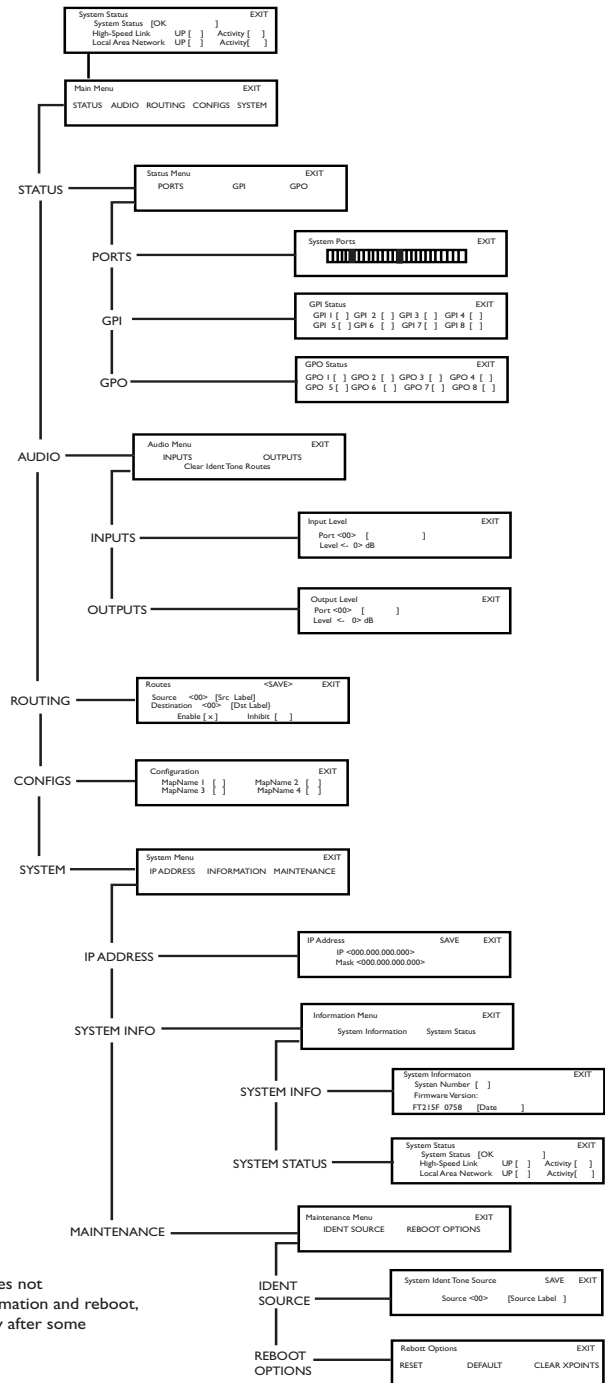 System Status EXIT
System Status [OK ]
High-Speed Link UP [ ] Activity [ ]
Local Area Network UP [ ] Activity[ ]
Main Menu EXIT
STATUS AUDIO ROUTING CONFIGS SYSTEM
STATUS
Status Menu EXIT
PORTS GPI GPO
PORTS
System Ports EXIT
GPI
GPI Status EXIT
GPI 1 [ ] GPI 2 [ ] GPI 3 [ ] GPI 4 [ ]
GPI 5 [ ] GPI 6 [ ] GPI 7 [ ] GPI 8 [ ]
GPO
GPO Status EXIT
GPO 1 [ ] GPO 2 [ ] GPO 3 [ ] GPO 4 [ ]
GPO 5 [ ] GPO 6 [ ] GPO 7 [ ] GPO 8 [ ]
AUDIO
Audio Menu EXIT
INPUTS OUTPUTS
Clear Ident Tone Routes
INPUTS
Input Level EXIT
Port <00> [ ]
Level <- 0> dB
OUTPUTS
Output Level EXIT
Port <00> [ ]
Level <- 0> dB
ROUTING
Routes <SAVE> EXIT
Source <00> [Src Label]
Destination <00> [Dst Label}
Enable [ x ] Inhibit [ ]
CONFIGS
Configuration EXIT
MapName 1 [ ] MapName 2 [ ]
MapName 3 [ ] MapName 4 [ ]
SYSTEM
System Menu EXIT
IP ADDRESS INFORMATION MAINTENANCE
IP ADDRESS
IP Address SAVE EXIT
IP <000.000.000.000>
Mask <000.000.000.000>
SYSTEM INFO
Information Menu EXIT
System Information System Status
SYSTEM INFO
System Informaton EXIT
Systen Number [ ]
Firmware Version:
FT215F 0758 [Date ]
SYSTEM STATUS
System Status EXIT
System Status [OK ]
High-Speed Link UP [ ] Activity [ ]
Local Area Network UP [ ] Activity[ ]
MAINTENANCE
Maintenance Menu EXIT
IDENT SOURCE REBOOT OPTIONS
es not
mation and reboot,
y after some
IDENT
SOURCE
System Ident Tone Source SAVE EXIT
Source <00> [Source Label ]
REBOOT
OPTIONS
Rebott Options EXIT
RESET DEFAULT CLEAR XPOINTS